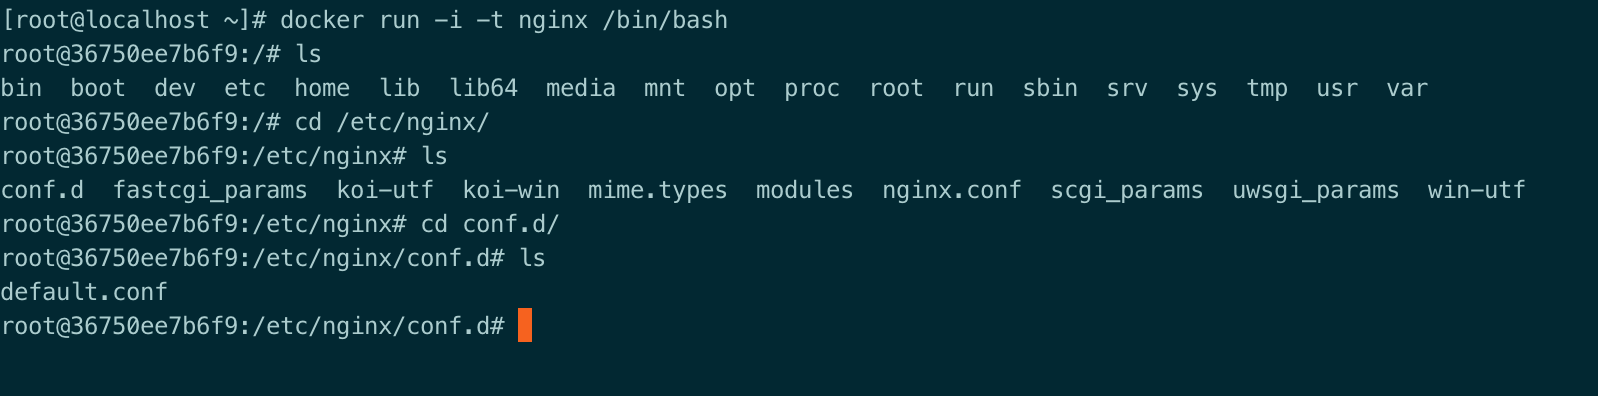 [root@localhost ~]# docker run -i -t nginx /bin/bash
root@36750ee7b6f9:/# ls
bin  boot  dev  etc  home  lib  lib64  media  mnt  opt  proc  root  run  sbin  srv  sys  tmp  usr  var
root@36750ee7b6f9:/# cd /etc/nginx/
root@36750ee7b6f9:/etc/nginx# ls
conf.d  fastcgi_params  koi-utf  koi-win  mime.types  modules  nginx.conf  scgi_params  uwsgi_params  win-utf
root@36750ee7b6f9:/etc/nginx# cd conf.d/
root@36750ee7b6f9:/etc/nginx/conf.d# ls
default.conf
root@36750ee7b6f9:/etc/nginx/conf.d#